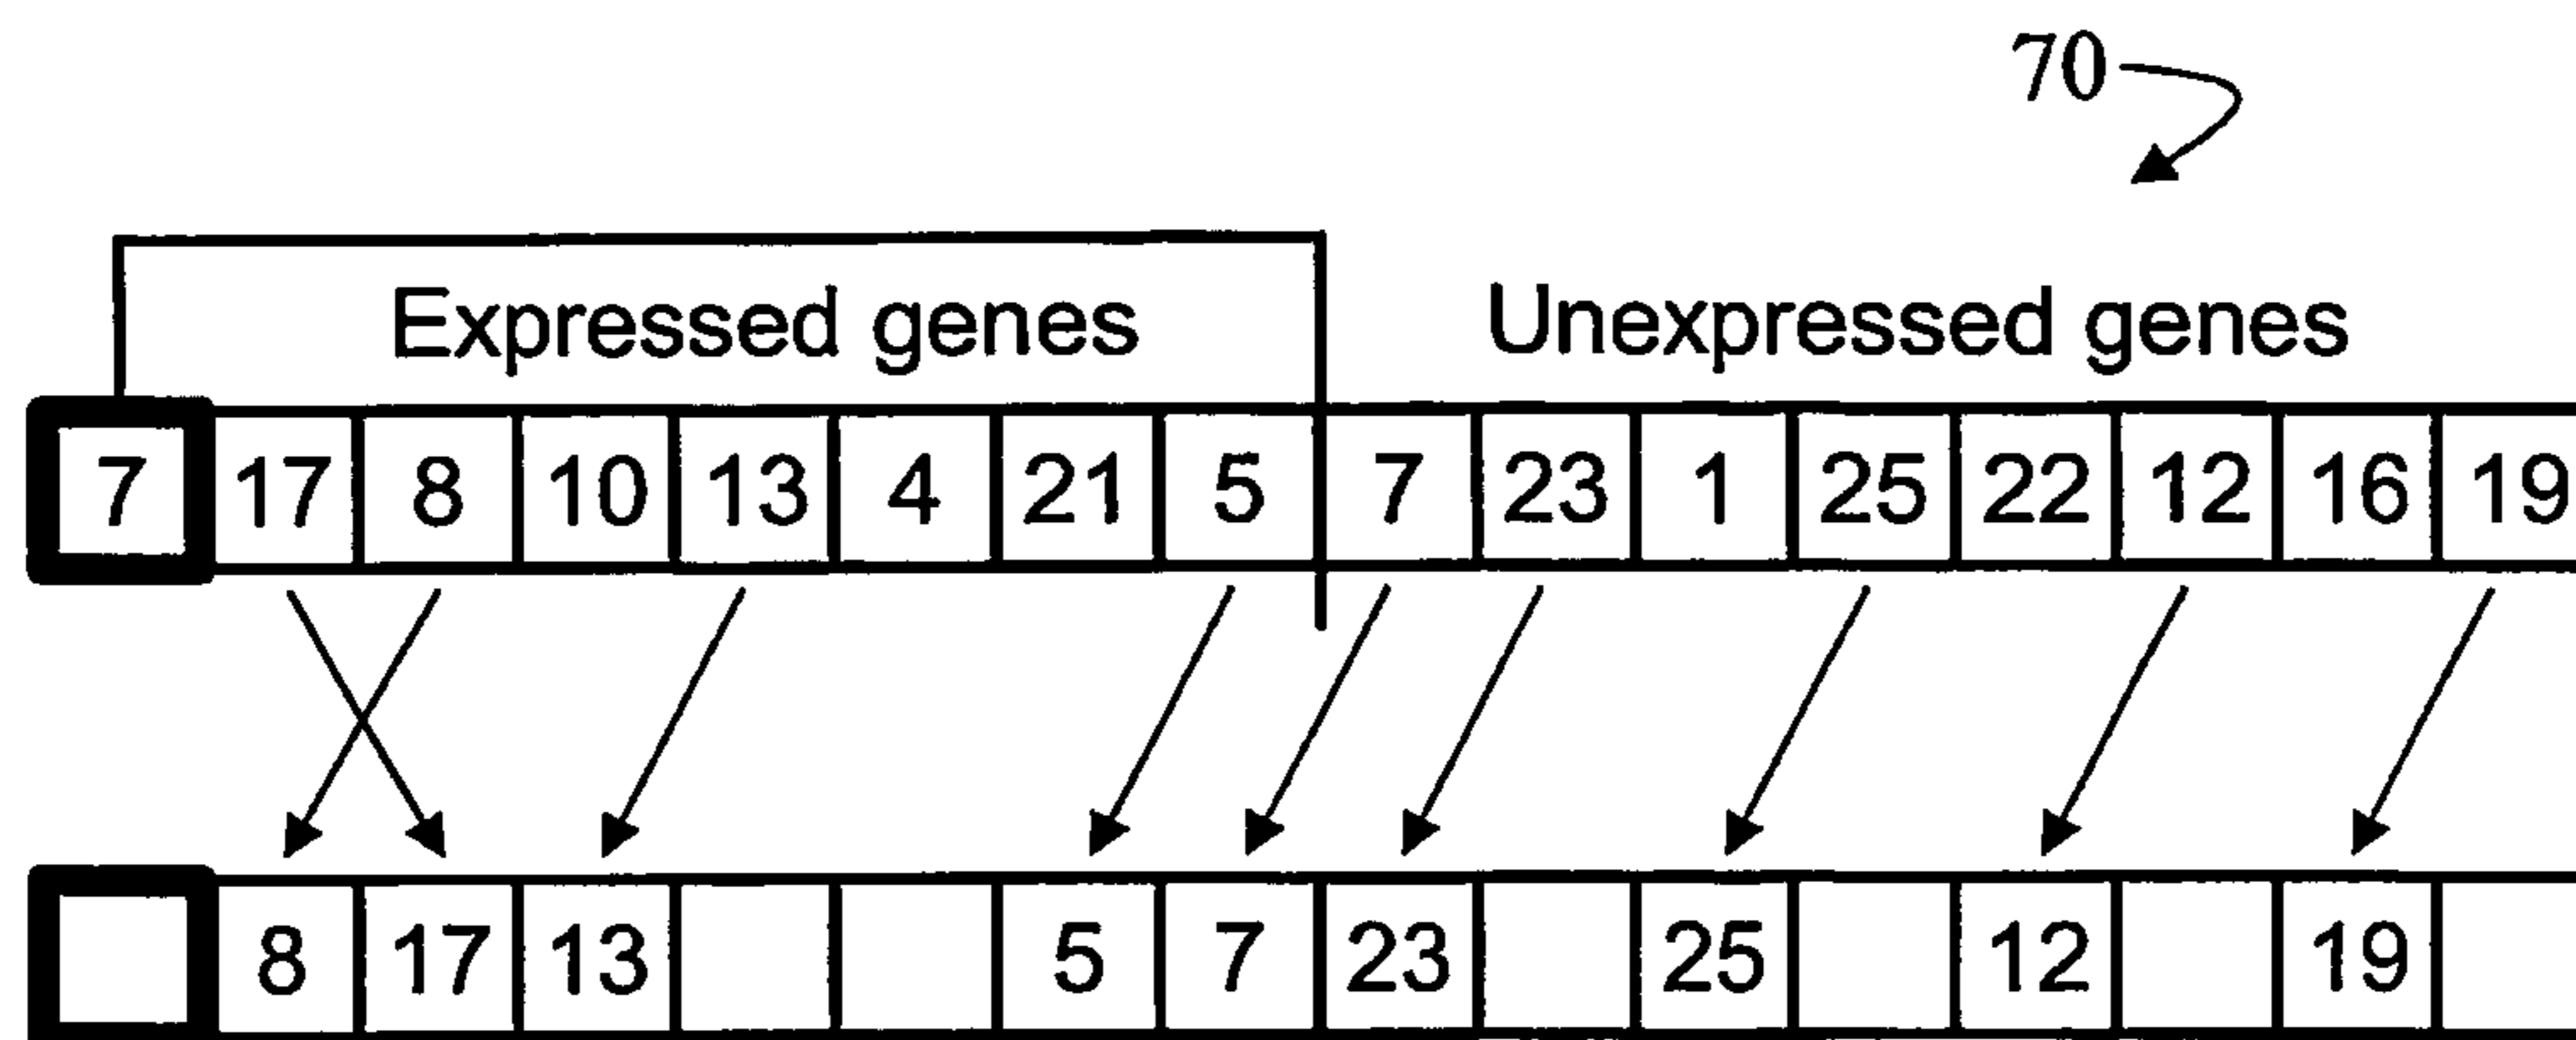 70
Expressed genes Unexpressed genes
7 17 8 10 13 4 21 5 7 23 1 25 22 12 16 19
8 17 13 5 7 23 25 12 19